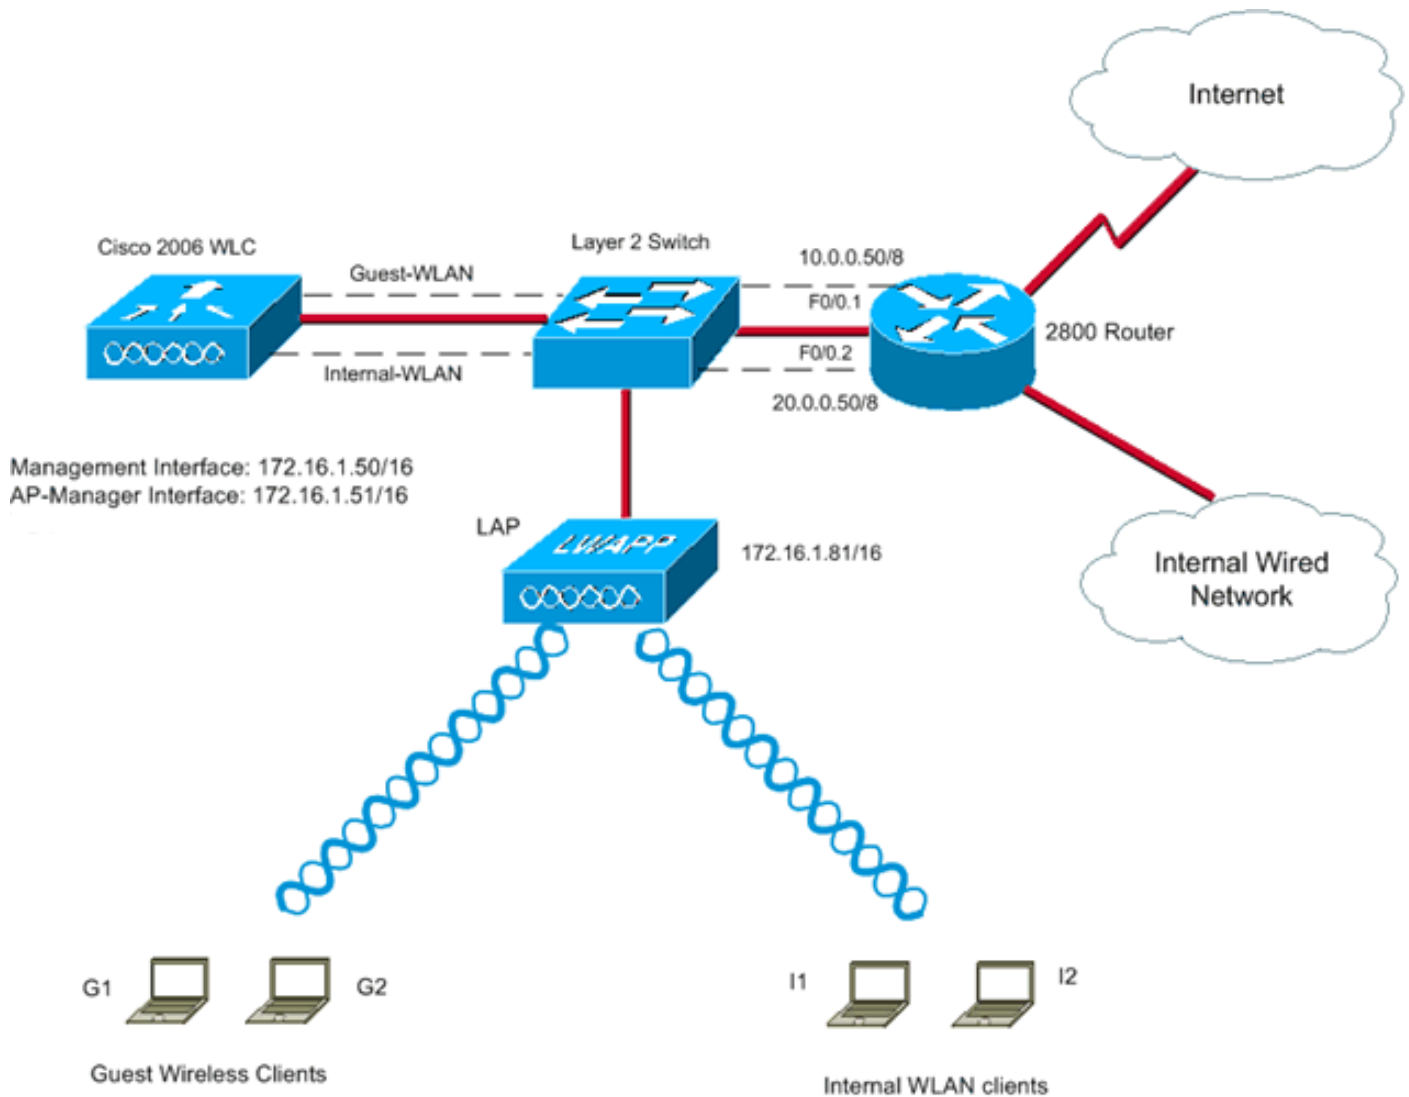 Internet
Cisco 2006 WLC
Layer 2 Switch
Guest-WLAN
10.0.0.50/8
F0/0.1
2800 Router
F0/0.2
Internal-WLAN
20.0.0.50/8
Management Interface: 172.16.1.50/16
AP-Manager Interface: 172.16.1.51/16
LAP
LWAPP
172.16.1.81/16
Internal Wired
Network
G1
G2
I1
I2
Guest Wireless Clients
Internal WLAN clients